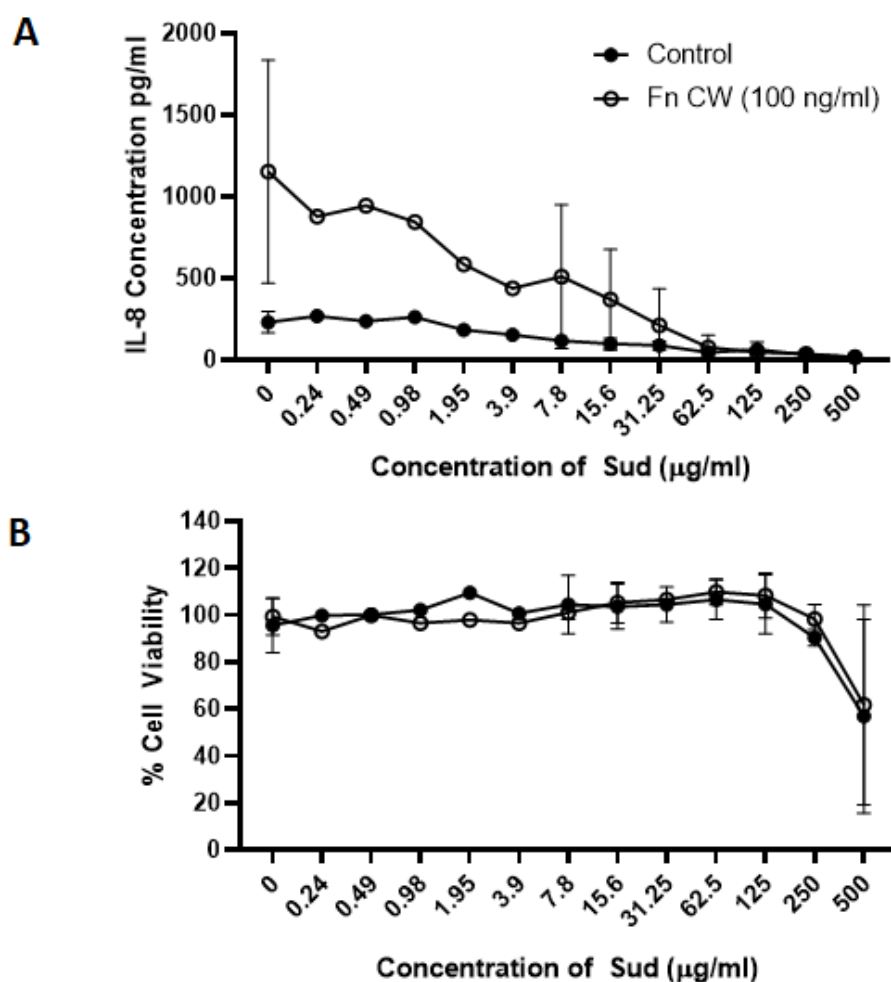 A
2000
1500
1000
500
0
IL-8 Concentration pg/ml
Control
Fn CW (100 ng/ml)
0 0.24 0.49 0.98 1.95 3.9 7.8 15.6 31.25 62.5 125 250 500
Concentration of Sud (μg/ml)
B
140
120
100
80
60
40
20
0
% Cell Viability
0 0.24 0.49 0.98 1.95 3.9 7.8 15.6 31.25 62.5 125 250 500
Concentration of Sud (μg/ml)